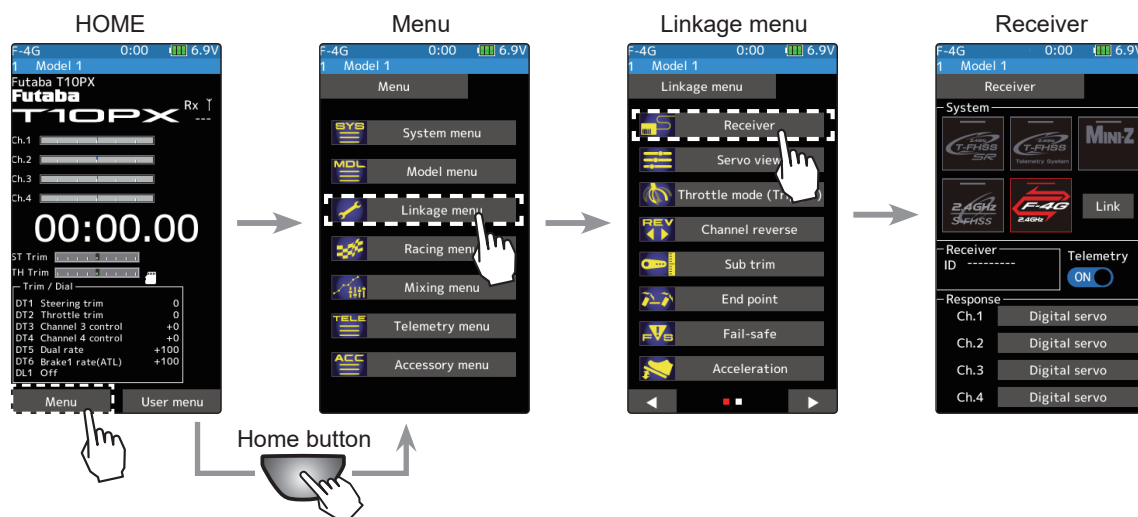 HOME
F-4G 0:00 6.9V
1 Model 1
Futaba T10PX
Futaba
T10PX
Rx
---
Ch.1
Ch.2
Ch.3
Ch.4
00:00.00
ST Trim
TH Trim
Trim / Dial
DT1 Steering trim 0
DT2 Throttle trim 0
DT3 Channel 3 control +0
DT4 Channel 4 control +0
DT5 Dual rate +100
DT6 Brake1 rate(ATL) +100
DL1 Off
Menu
User menu
Home button
Menu
F-4G 0:00 6.9V
1 Model 1
Menu
SYS System menu
MDL Model menu
Linkage menu
Racing menu
Mixing menu
TELE Telemetry menu
ACC Accessory menu
Linkage menu
F-4G 0:00 6.9V
1 Model 1
Linkage menu
Receiver
Servo view
Throttle mode (Tr
REV Channel reverse
Sub trim
End point
F/S Fail-safe
Acceleration
Receiver
F-4G 0:00 6.9V
1 Model 1
Receiver
System
T-FHSS SR
T-FHSS Telemetry System
MINI-Z
2.4GHz S-FHSS
F-4G 2.4GHz
Link
Receiver
ID ---------
Telemetry
ON
Response
Ch.1 Digital servo
Ch.2 Digital servo
Ch.3 Digital servo
Ch.4 Digital servo